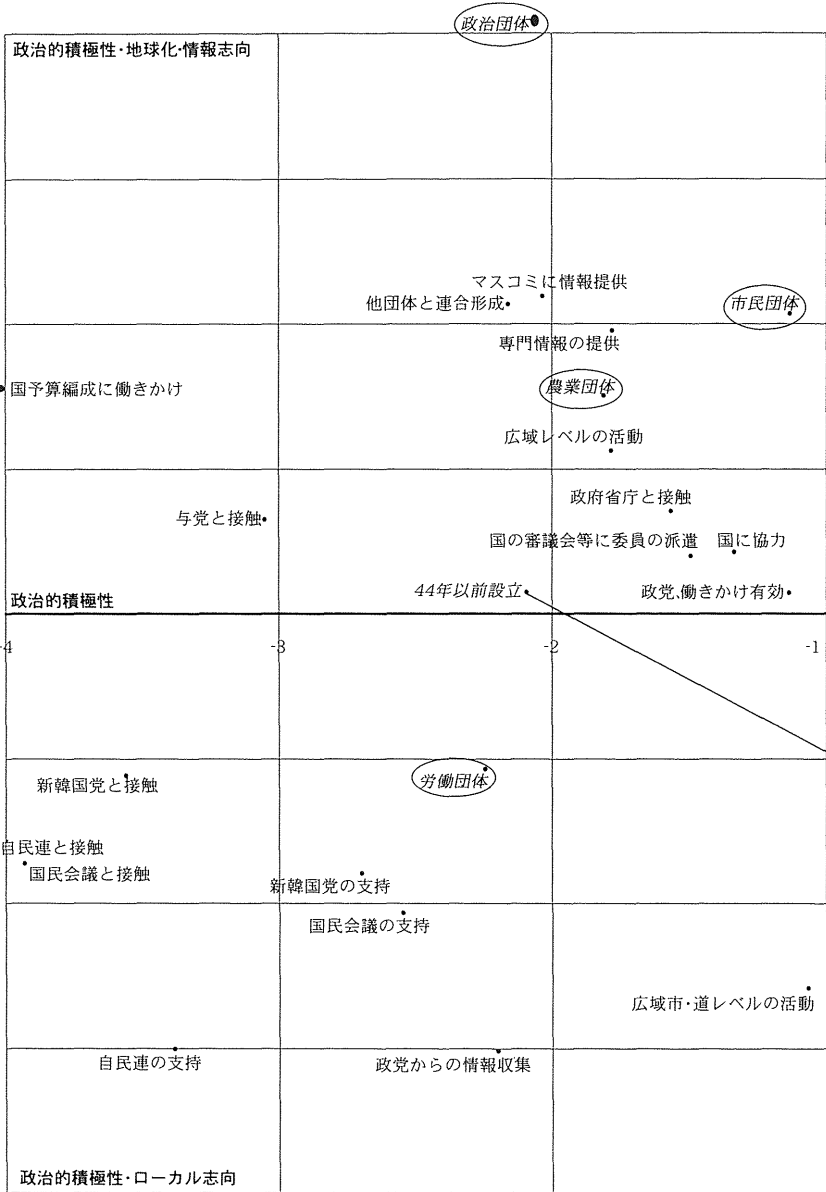 政治団体
政治的積極性・地球化・情報志向
マスコミに情報提供
他団体と連合形成
市民団体
専門情報の提供
国予算編成に働きかけ
農業団体
広域レベルの活動
政府省庁と接触
与党と接触
国の審議会等に委員の派遣
国に協力
44年以前設立
政党、働きかけ有効
政治的積極性
-4
-3
-2
-1
新韓国党と接触
労働団体
自民連と接触
国民会議と接触
新韓国党の支持
国民会議の支持
広域市・道レベルの活動
自民連の支持
政党からの情報収集
政治的積極性・ローカル志向